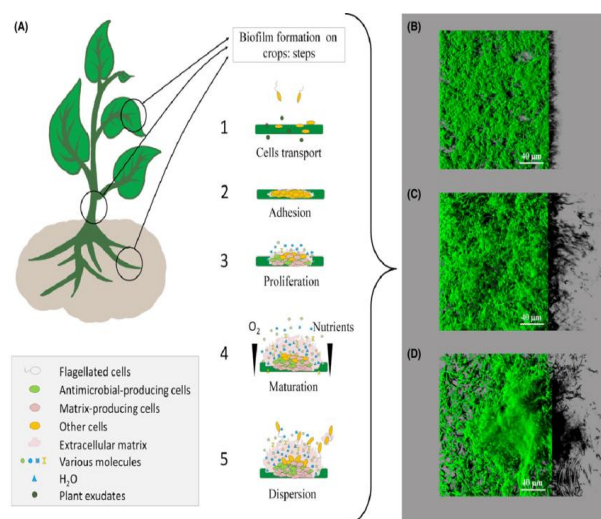 (A)
Biofilm formation on
crops: steps
1
Cells transport
2
Adhesion
3
Proliferation
O2 Nutrients
4
Maturation
5
Dispersion
Flagellated cells
Antimicrobial-producing cells
Matrix-producing cells
Other cells
Extracellular matrix
Various molecules
H2O
Plant exudates
(B)
40 µm
(C)
40 µm
(D)
40 µm